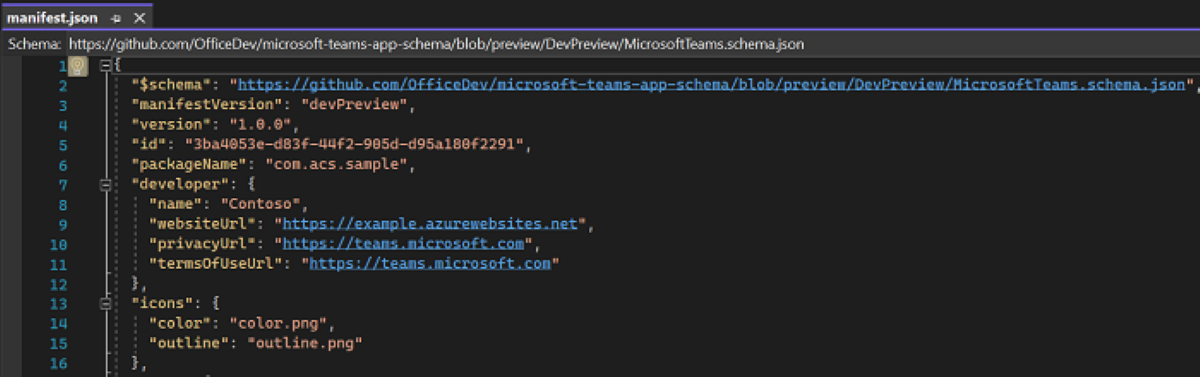 manifest.json
Schema: https://github.com/OfficeDev/microsoft-teams-app-schema/blob/preview/DevPreview/MicrosoftTeams.schema.json
1 {
2 "$schema": "https://github.com/OfficeDev/microsoft-teams-app-schema/blob/preview/DevPreview/MicrosoftTeams.schema.json",
3 "manifestVersion": "devPreview",
4 "version": "1.0.0",
5 "id": "3ba4053e-d83f-44f2-905d-d95a180f2291",
6 "packageName": "com.acs.sample",
7 "developer": {
8 "name": "Contoso",
9 "websiteUrl": "https://example.azurewebsites.net",
10 "privacyUrl": "https://teams.microsoft.com",
11 "termsOfUseUrl": "https://teams.microsoft.com"
12 },
13 "icons": {
14 "color": "color.png",
15 "outline": "outline.png"
16 },